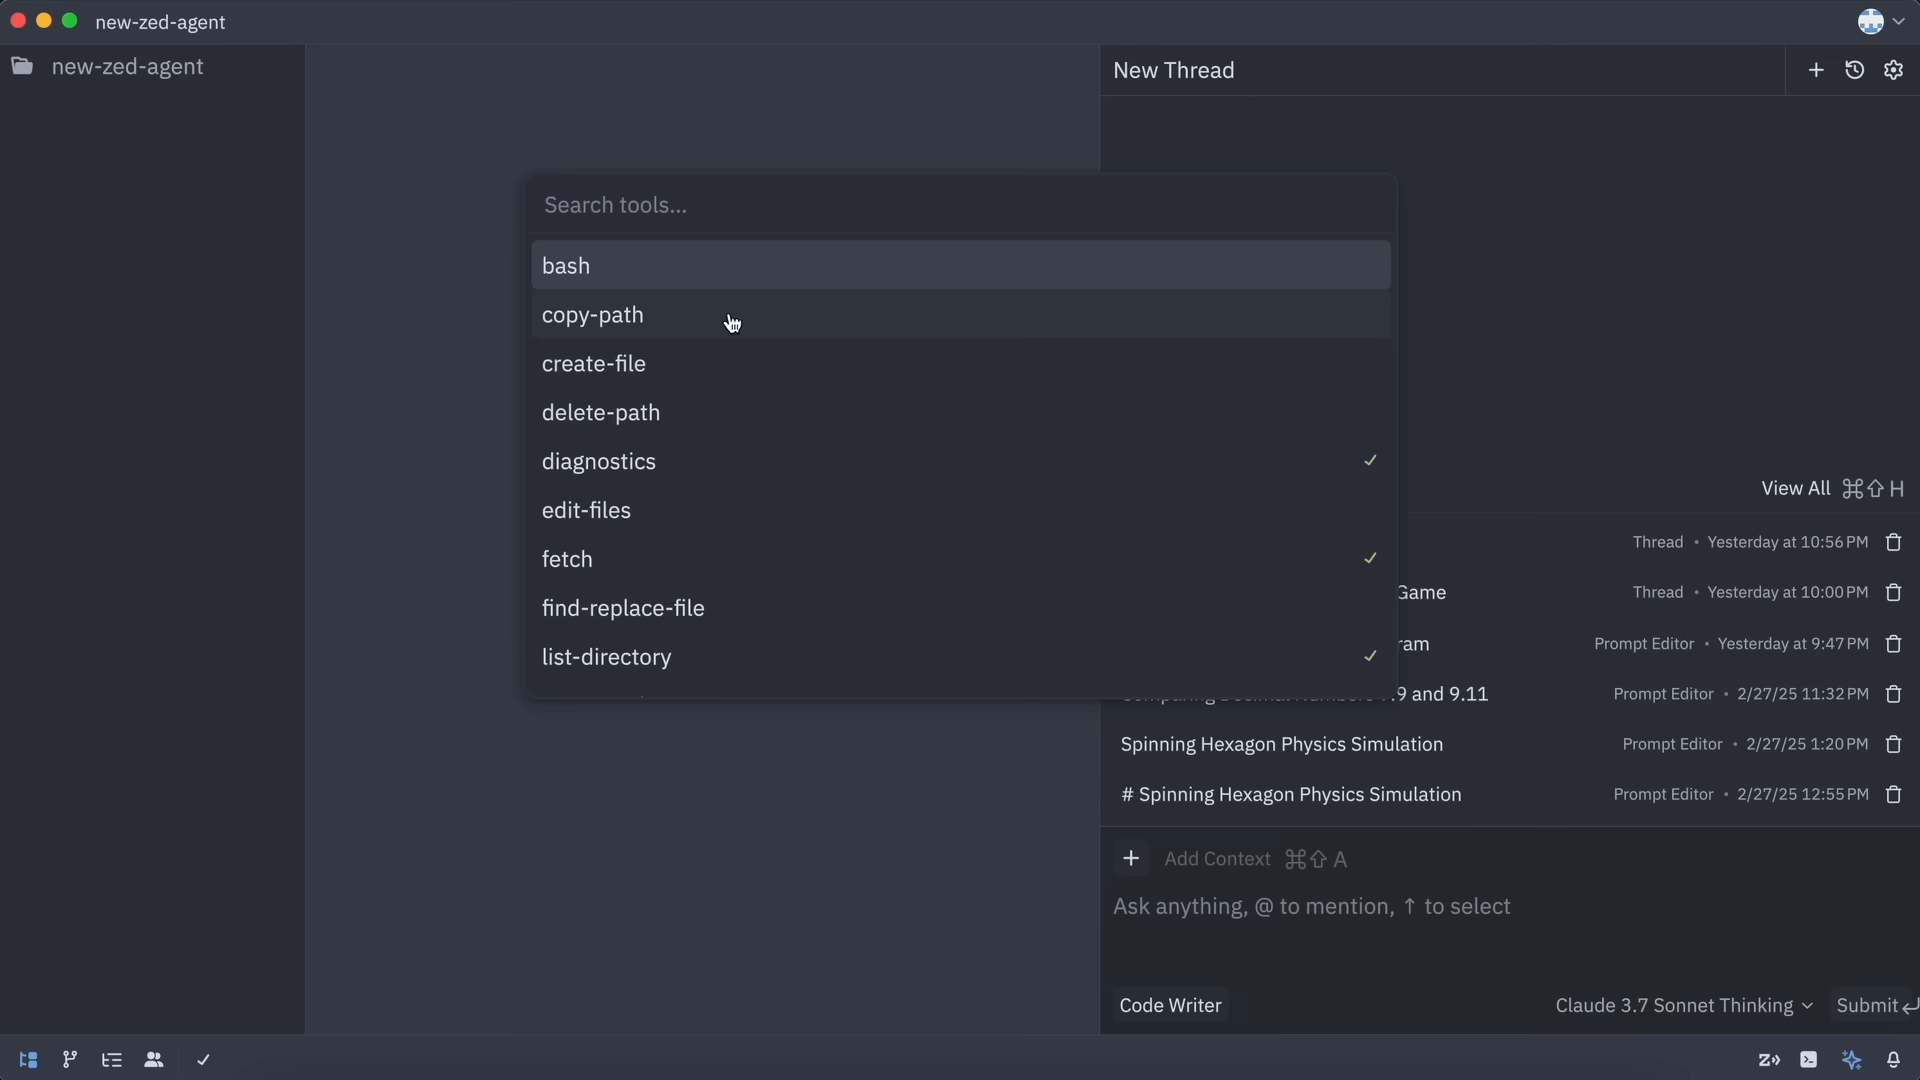 new-zed-agent
new-zed-agent
New Thread
Search tools...
bash
copy-path
create-file
delete-path
diagnostics
edit-files
fetch
find-replace-file
list-directory
View All ⌘⇧ H
Thread • Yesterday at 10:56 PM
Game Thread • Yesterday at 10:00 PM
Prompt Editor • Yesterday at 9:47 PM
9 and 9.11 Prompt Editor • 2/27/25 11:32 PM
Spinning Hexagon Physics Simulation Prompt Editor • 2/27/25 1:20 PM
# Spinning Hexagon Physics Simulation Prompt Editor • 2/27/25 12:55 PM
+ Add Context ⌘⇧ A
Ask anything, @ to mention, ↑ to select
Code Writer Claude 3.7 Sonnet Thinking Submit